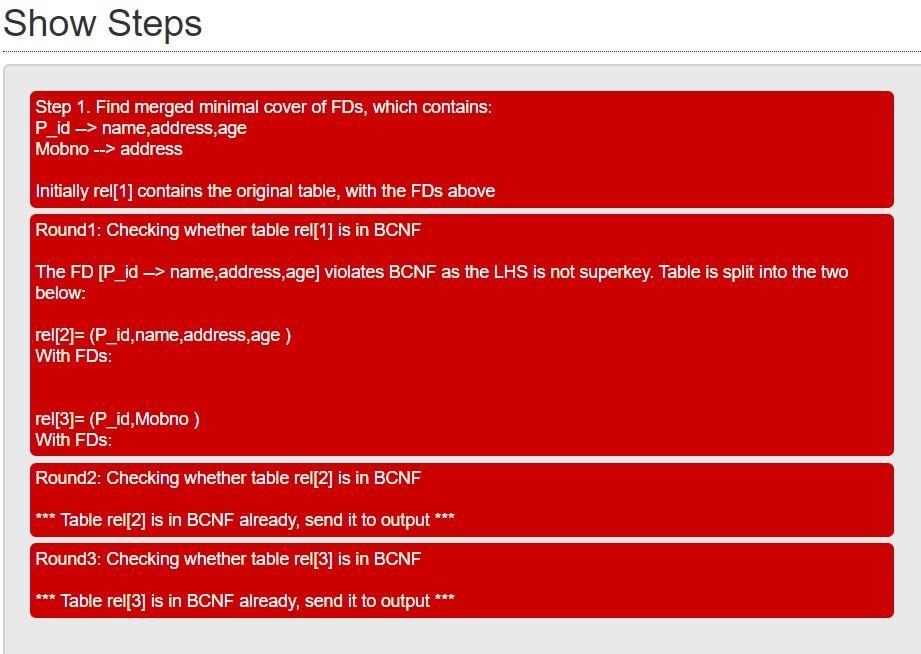 Show Steps
Step 1. Find merged minimal cover of FDs, which contains:
P_id --> name,address,age
Mobno --> address
Initially rel[1] contains the original table, with the FDs above
Round1: Checking whether table rel[1] is in BCNF
The FD [P_id --> name,address,age] violates BCNF as the LHS is not superkey. Table is split into the two
below:
rel[2]= (P_id,name,address,age )
With FDs:
rel[3]= (P_id,Mobno )
With FDs:
Round2: Checking whether table rel[2] is in BCNF
*** Table rel[2] is in BCNF already, send it to output ***
Round3: Checking whether table rel[3] is in BCNF
*** Table rel[3] is in BCNF already, send it to output ***